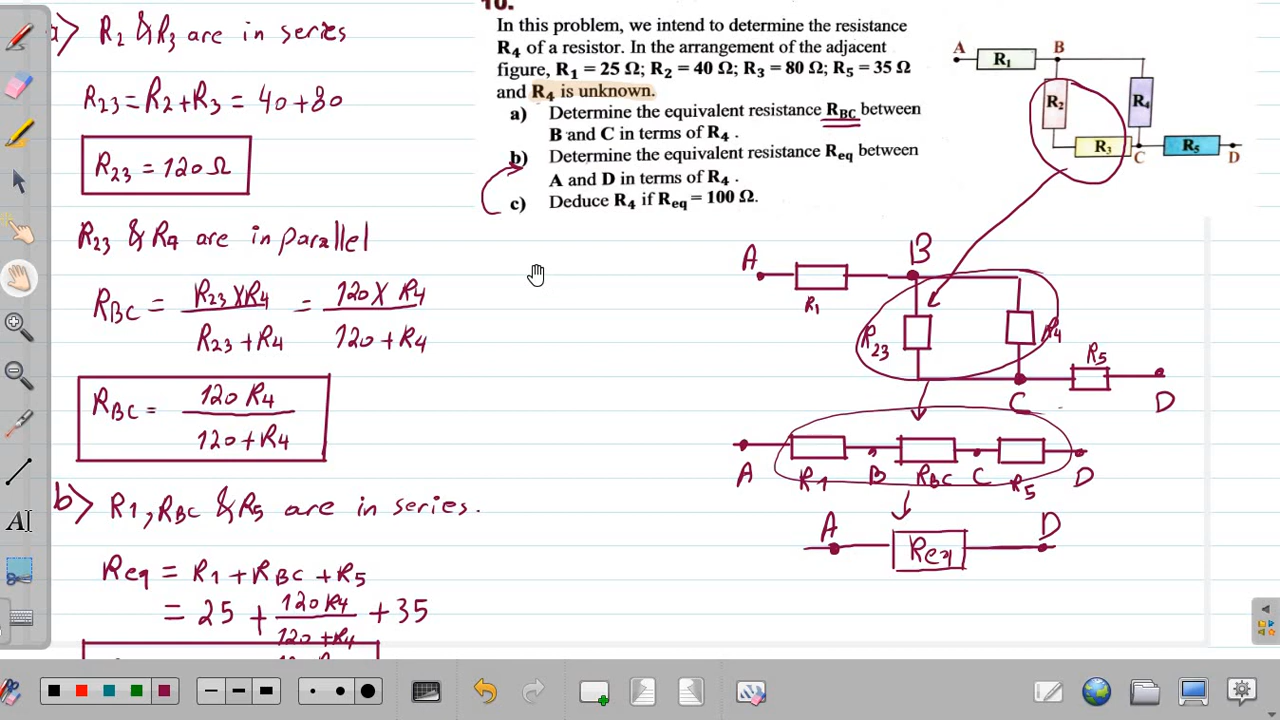 10.
In this problem, we intend to determine the resistance
R4 of a resistor. In the arrangement of the adjacent
figure, R1 = 25 Ω; R2 = 40 Ω; R3 = 80 Ω; R5 = 35 Ω
and R4 is unknown.
a) Determine the equivalent resistance RBC between
B and C in terms of R4 .
b) Determine the equivalent resistance Req between
A and D in terms of R4 .
c) Deduce R4 if Req = 100 Ω.
A
R1
B
R2
R4
R3
C
R5
D
a) R2 & R3 are in series
R23 = R2 + R3 = 40 + 80
R23 = 120 Ω
R23 & R4 are in parallel
RBC = R23 X R4 / R23 + R4 = 120 X R4 / 120 + R4
RBC = 120 R4 / 120 + R4
b) R1, RBC & R5 are in series.
Req = R1 + RBC + R5
= 25 + 120 R4 / 120 + R4 + 35
A
R1
B
R23
R4
R5
C
D
A
R1
B
RBC
C
R5
D
A
Req
D
AI